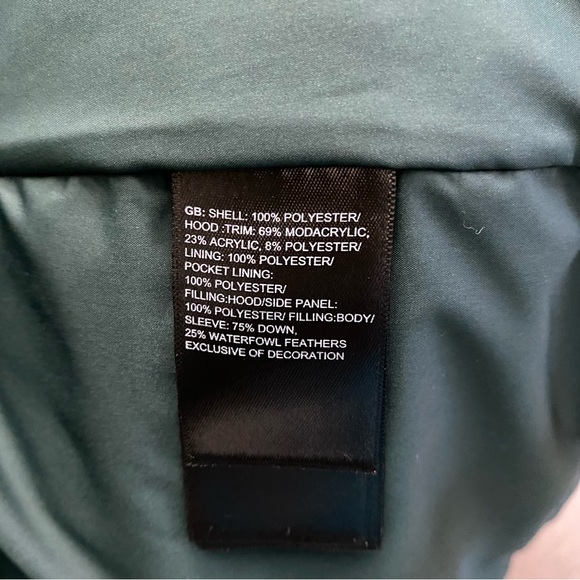 GB: SHELL: 100% POLYESTER/
HOOD :TRIM: 69% MODACRYLIC,
23% ACRYLIC, 8% POLYESTER/
LINING: 100% POLYESTER/
POCKET LINING:
100% POLYESTER/
FILLING:HOOD/SIDE PANEL:
100% POLYESTER/ FILLING:BODY/
SLEEVE: 75% DOWN,
25% WATERFOWL FEATHERS
EXCLUSIVE OF DECORATION